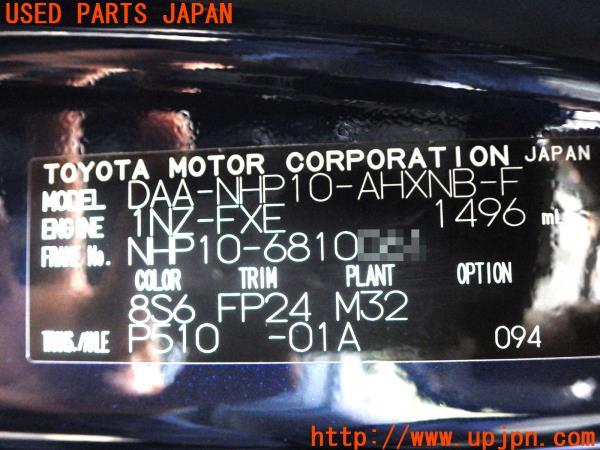 USED PARTS JAPAN
TOYOTA MOTOR CORPORATION JAPAN
MODEL DAA-NHP10-AHXNB-F
ENGINE 1NZ-FXE 1496 mL
FRAME No. NHP10-6810
COLOR TRIM PLANT OPTION
8S6 FP24 M32
TRNS./AXLE P510 -01A 094
http://www.upjpn.com